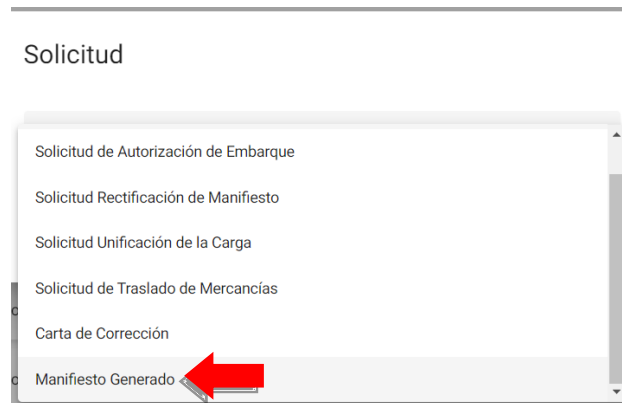 Solicitud
Solicitud de Autorización de Embarque
Solicitud Rectificación de Manifiesto
Solicitud Unificación de la Carga
Solicitud de Traslado de Mercancías
Carta de Corrección
Manifiesto Generado